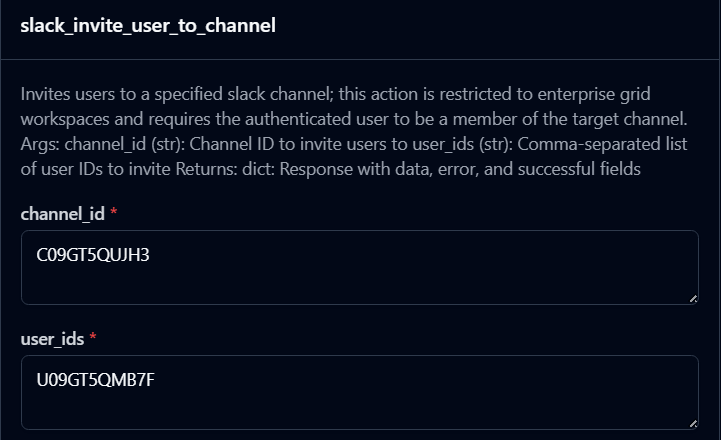 slack_invite_user_to_channel
Invites users to a specified slack channel; this action is restricted to enterprise grid
workspaces and requires the authenticated user to be a member of the target channel.
Args: channel_id (str): Channel ID to invite users to user_ids (str): Comma-separated list
of user IDs to invite Returns: dict: Response with data, error, and successful fields
channel_id *
C09GT5QUJH3
user_ids *
U09GT5QMB7F